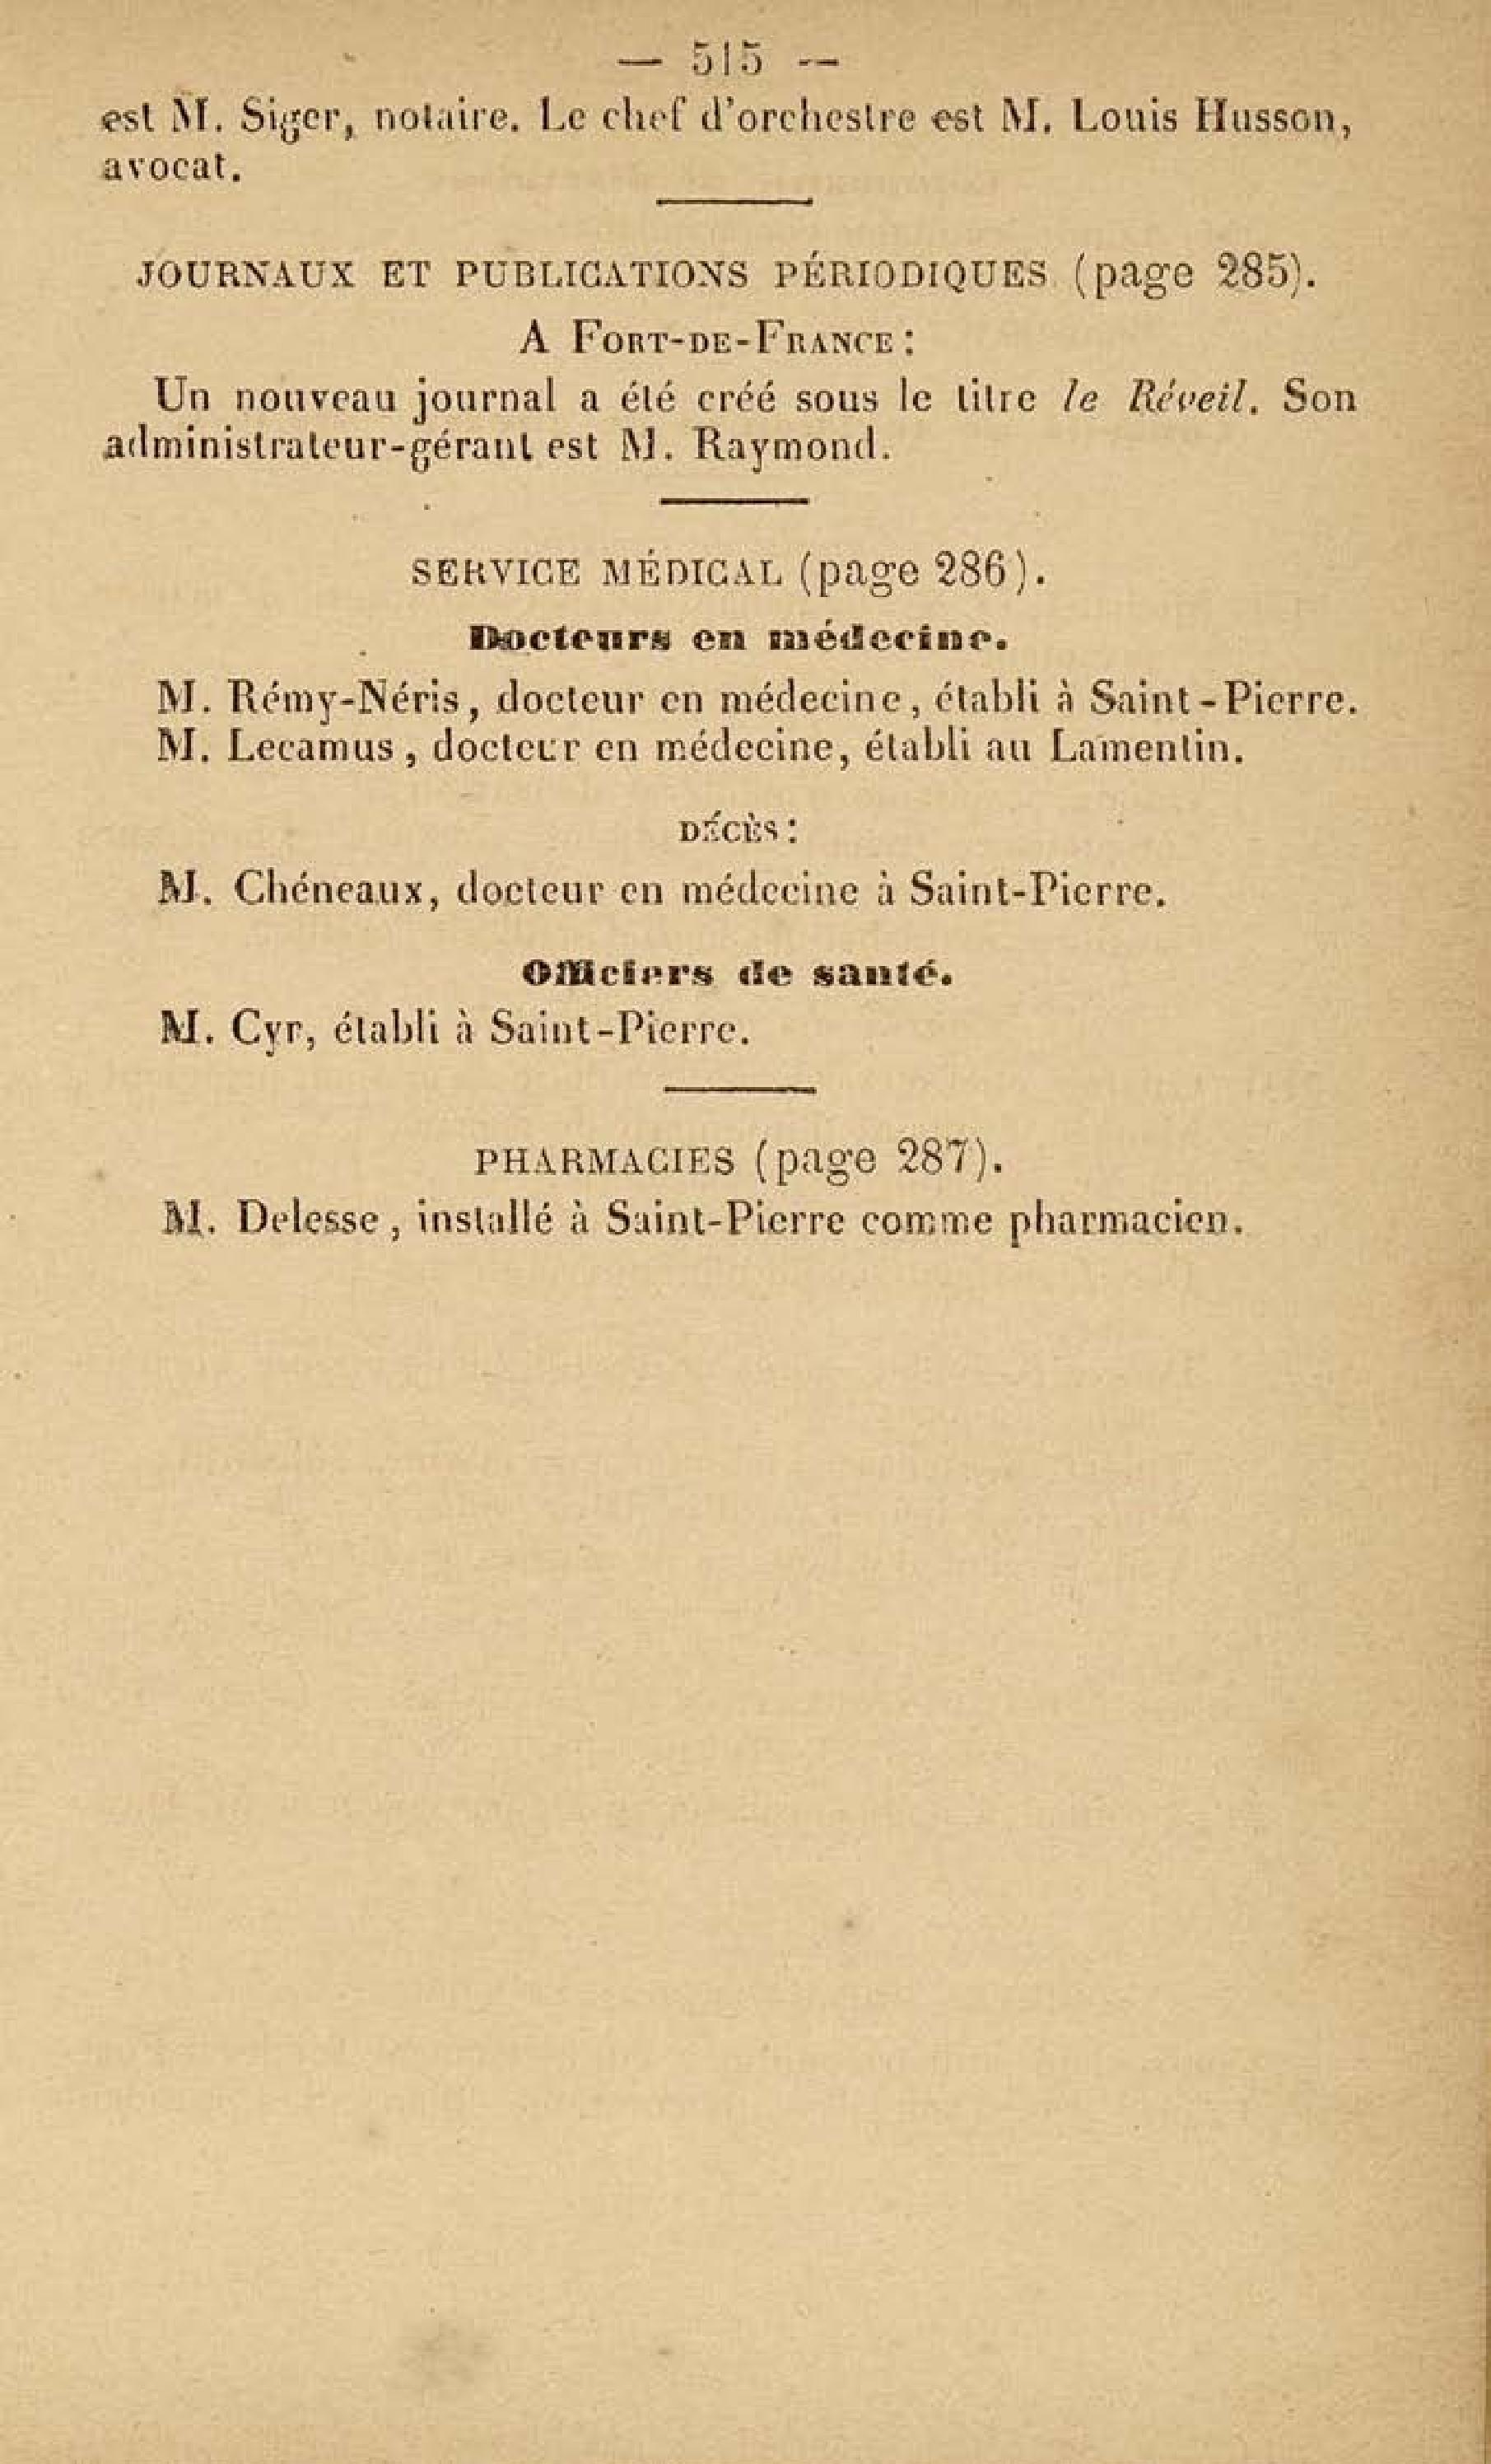 — 515 —
est M. Siger, notaire. Le chef d'orchestre est M. Louis Husson,
avocat.
JOURNAUX ET PUBLICATIONS PÉRIODIQUES (page 285).
A FORT-DE-FRANCE :
Un nouveau journal a été créé sous le titre le Réveil. Son
administrateur-gérant est M. Raymond.
SERVICE MÉDICAL (page 286).
Docteurs en médecine.
M. Rémy-Néris, docteur en médecine, établi à Saint-Pierre.
M. Lecamus, docteur en médecine, établi au Lamentin.
DÉCÈS :
M. Chéneaux, docteur en médecine à Saint-Pierre.
Officiers de santé.
M. Cyr, établi à Saint-Pierre.
PHARMACIES (page 287).
M. Delesse, installé à Saint-Pierre comme pharmacien.